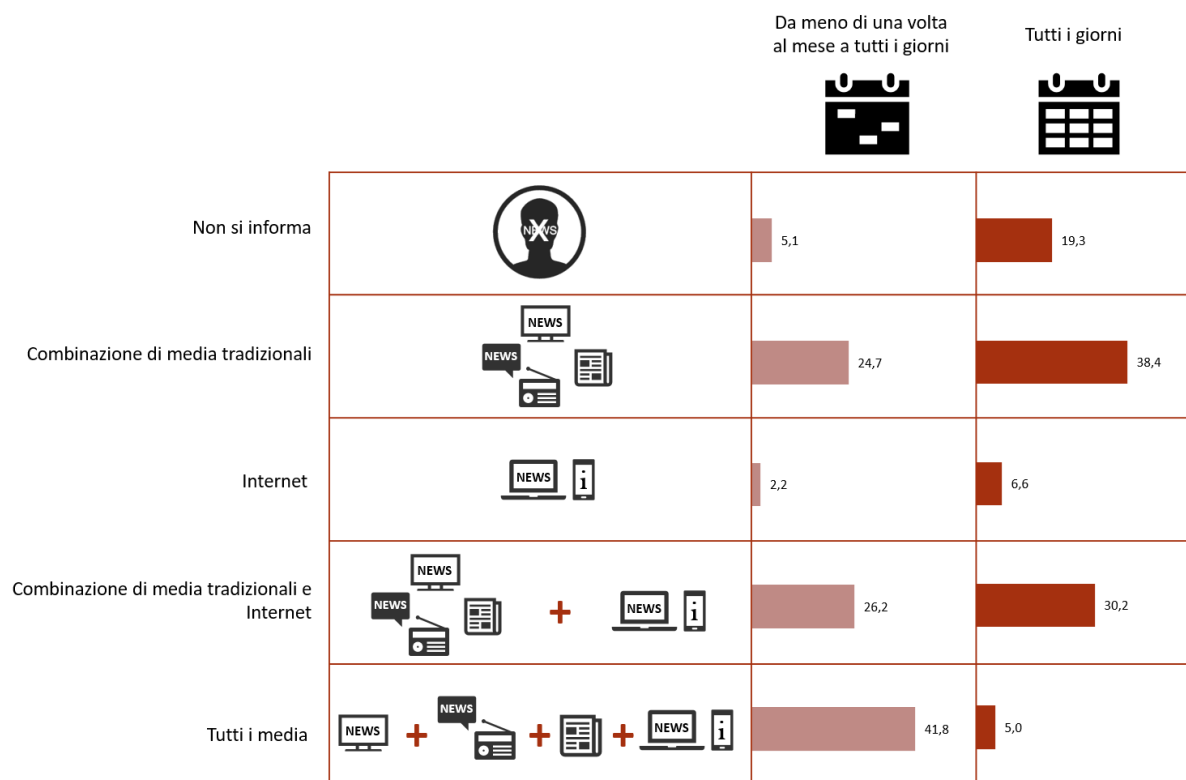 Da meno di una volta
al mese a tutti i giorni
Tutti i giorni
Non si informa
NEWS
X
5,1
19,3
Combinazione di media tradizionali
NEWS
NEWS
24,7
38,4
Internet
NEWS
i
2,2
6,6
Combinazione di media tradizionali e
Internet
NEWS
NEWS
+
NEWS
i
26,2
30,2
Tutti i media
NEWS
+
NEWS
+
+
NEWS
i
41,8
5,0